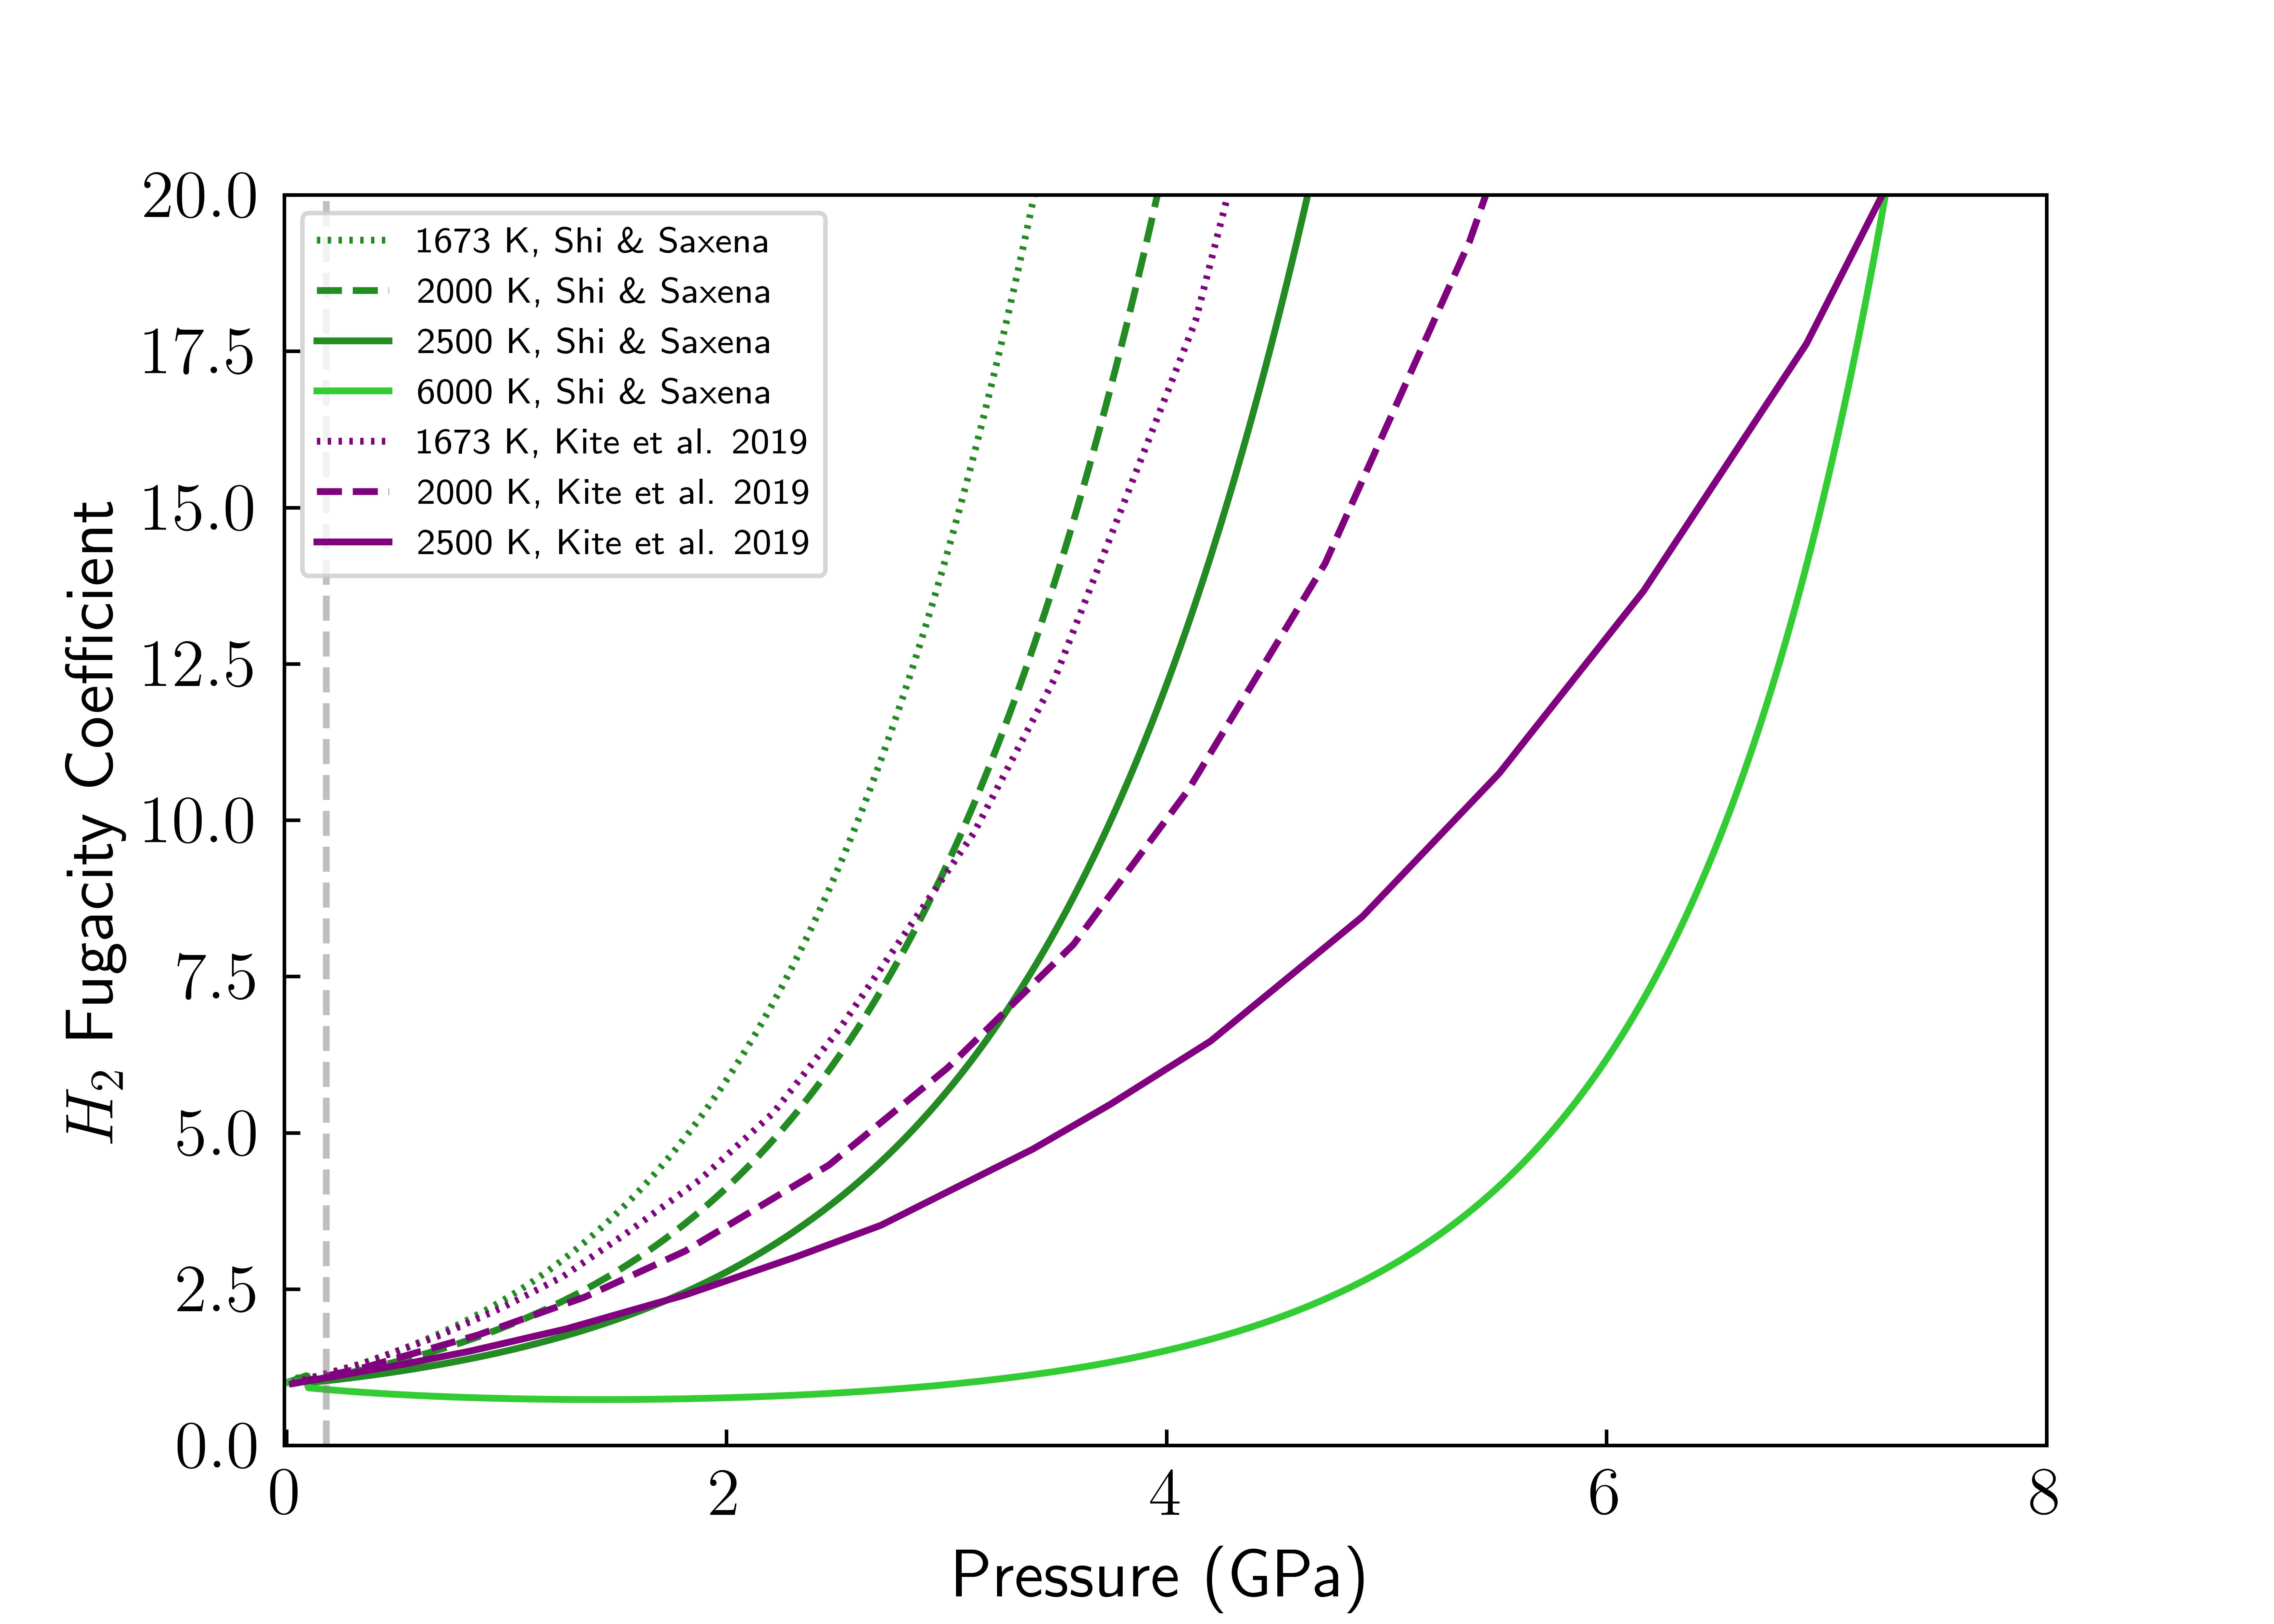 20.0
17.5
15.0
12.5
10.0
7.5
5.0
2.5
0.0
H2 Fugacity Coefficient
1673 K, Shi & Saxena
2000 K, Shi & Saxena
2500 K, Shi & Saxena
6000 K, Shi & Saxena
1673 K, Kite et al. 2019
2000 K, Kite et al. 2019
2500 K, Kite et al. 2019
0 2 4 6 8
Pressure (GPa)